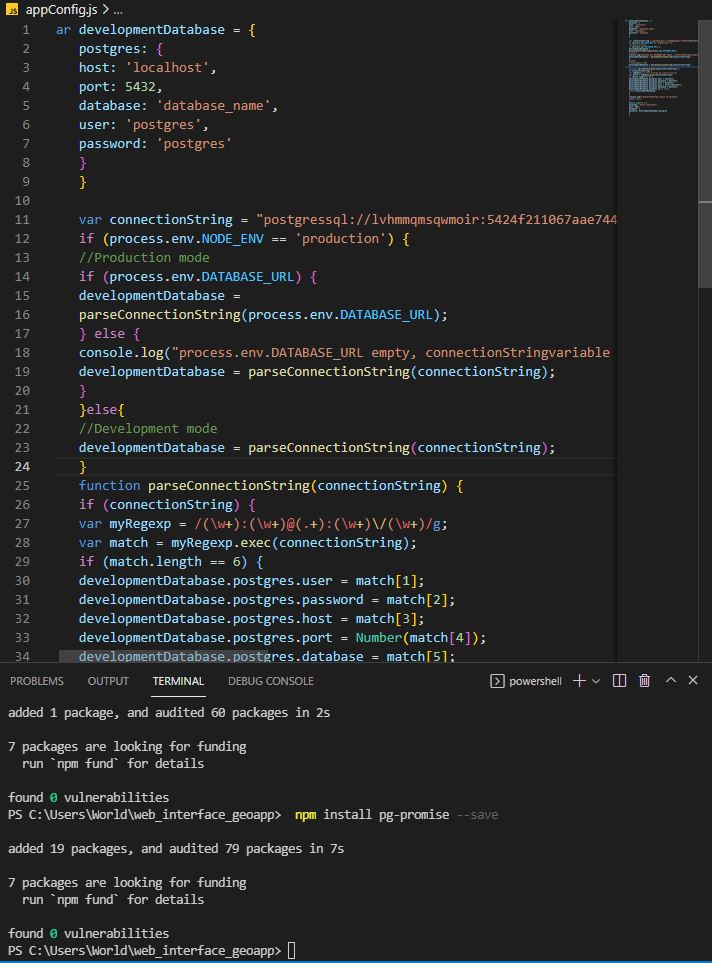 JS appConfig.js > ...
1 ar developmentDatabase = {
2 postgres: {
3 host: 'localhost',
4 port: 5432,
5 database: 'database_name',
6 user: 'postgres',
7 password: 'postgres'
8 }
9 }
10
11 var connectionString = "postgressql://lvhmmqmsqwmoir:5424f211067aae744
12 if (process.env.NODE_ENV == 'production') {
13 //Production mode
14 if (process.env.DATABASE_URL) {
15 developmentDatabase =
16 parseConnectionString(process.env.DATABASE_URL);
17 } else {
18 console.log("process.env.DATABASE_URL empty, connectionStringvariable
19 developmentDatabase = parseConnectionString(connectionString);
20 }
21 }else{
22 //Development mode
23 developmentDatabase = parseConnectionString(connectionString);
24 }
25 function parseConnectionString(connectionString) {
26 if (connectionString) {
27 var myRegexp = /(\w+):(\w+)@(.+):(\w+)\/(\w+)/g;
28 var match = myRegexp.exec(connectionString);
29 if (match.length == 6) {
30 developmentDatabase.postgres.user = match[1];
31 developmentDatabase.postgres.password = match[2];
32 developmentDatabase.postgres.host = match[3];
33 developmentDatabase.postgres.port = Number(match[4]);
34 developmentDatabase.postgres.database = match[5];
PROBLEMS OUTPUT TERMINAL DEBUG CONSOLE powershell
added 1 package, and audited 60 packages in 2s
7 packages are looking for funding
run `npm fund` for details
found 0 vulnerabilities
PS C:\Users\World\web_interface_geoapp> npm install pg-promise --save
added 19 packages, and audited 79 packages in 7s
7 packages are looking for funding
run `npm fund` for details
found 0 vulnerabilities
PS C:\Users\World\web_interface_geoapp>